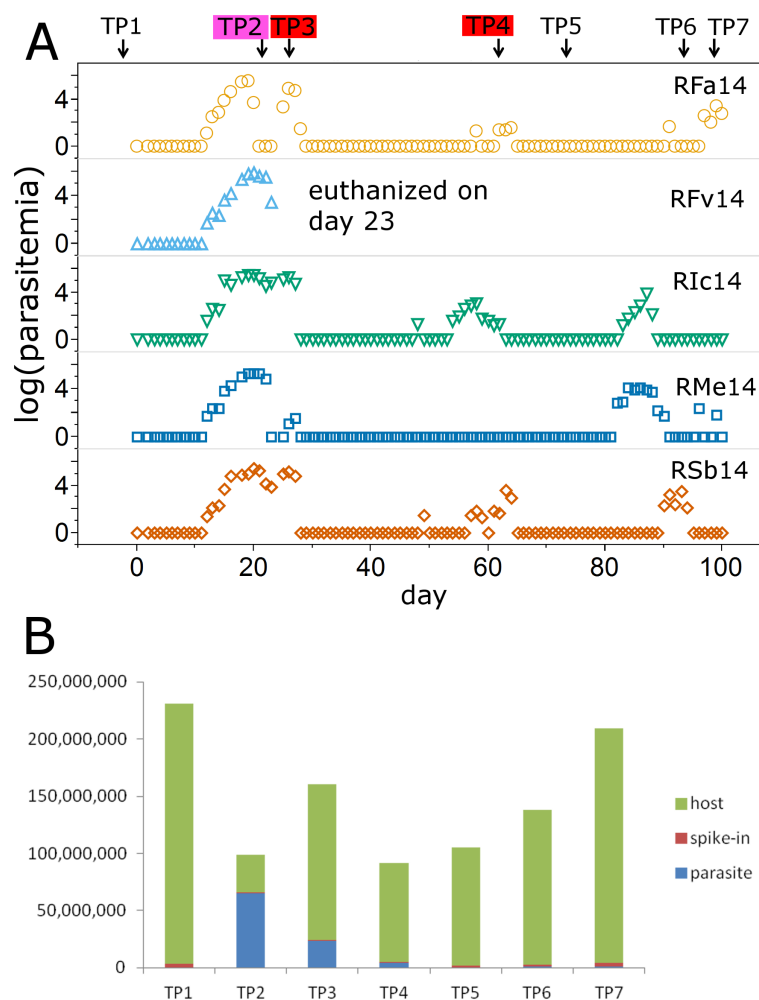 A
TP1 TP2 TP3 TP4 TP5 TP6 TP7
RFa14
4
0
RFv14
euthanized on
day 23
4
0
RIc14
4
0
RMe14
4
0
RSb14
4
0
log(parasitemia)
0 20 40 60 80 100
day
B
250,000,000
200,000,000
150,000,000
100,000,000
50,000,000
0
host
spike-in
parasite
TP1 TP2 TP3 TP4 TP5 TP6 TP7